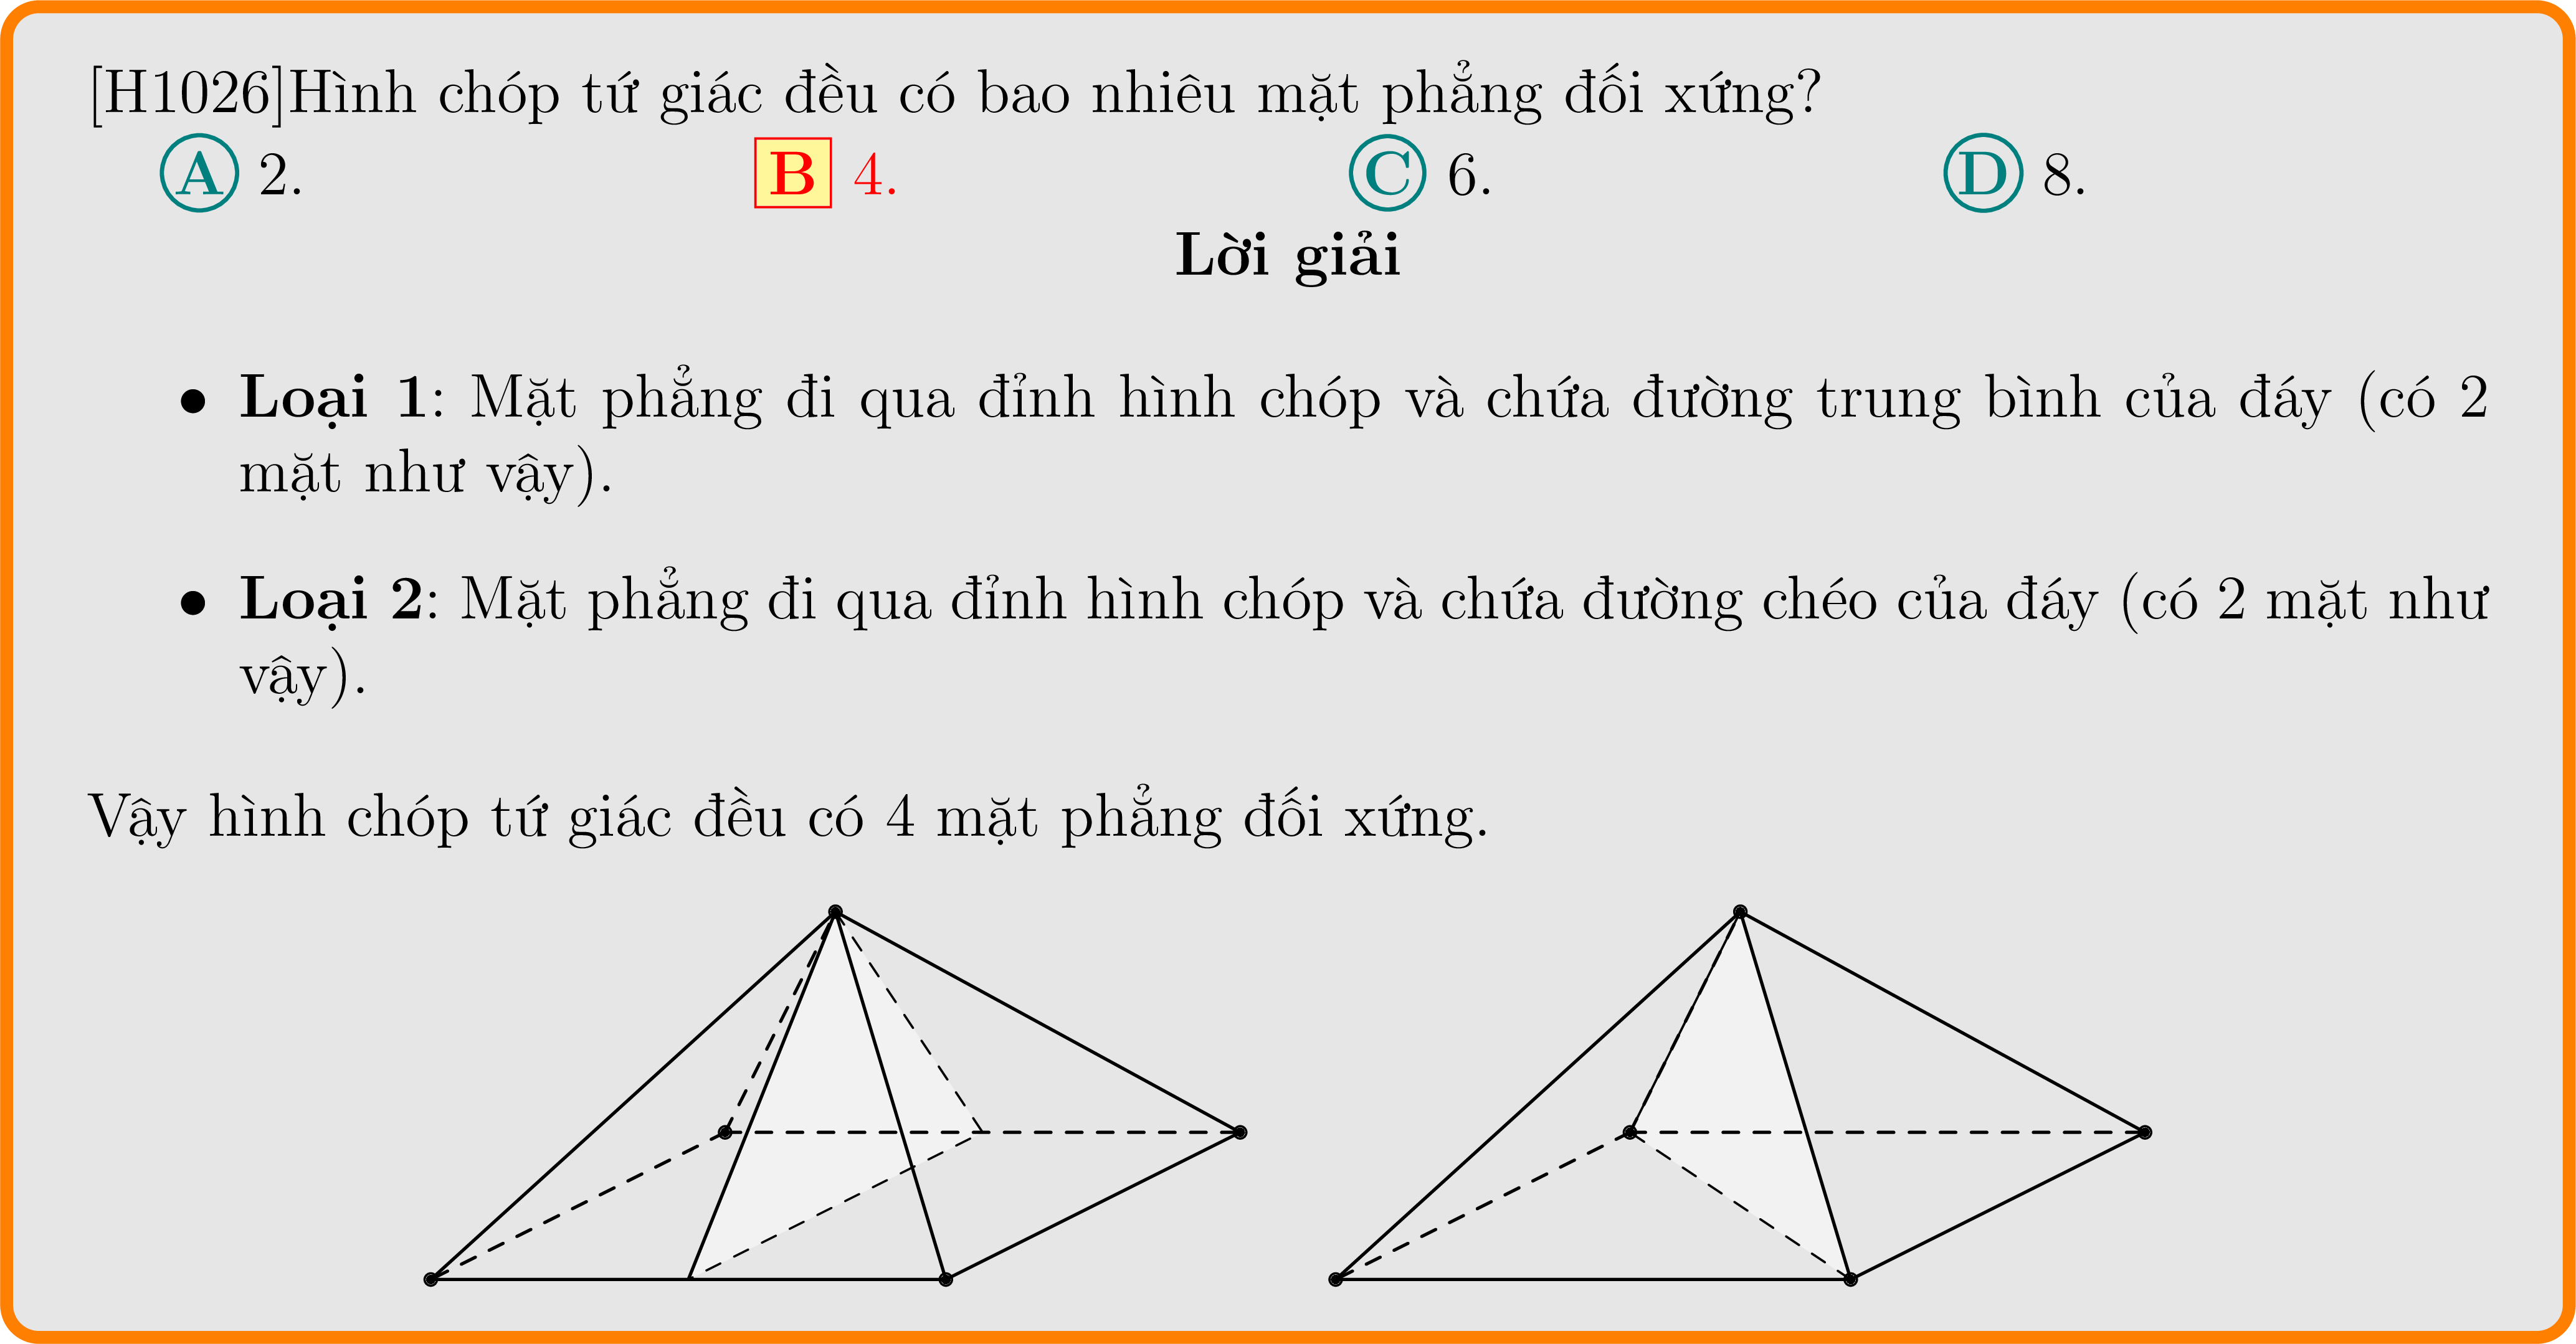 [H1026]Hình chóp tứ giác đều có bao nhiêu mặt phẳng đối xứng?
A 2. B 4. C 6. D 8.
Lời giải
• Loại 1: Mặt phẳng đi qua đỉnh hình chóp và chứa đường trung bình của đáy (có 2
mặt như vậy).
• Loại 2: Mặt phẳng đi qua đỉnh hình chóp và chứa đường chéo của đáy (có 2 mặt như
vậy).
Vậy hình chóp tứ giác đều có 4 mặt phẳng đối xứng.